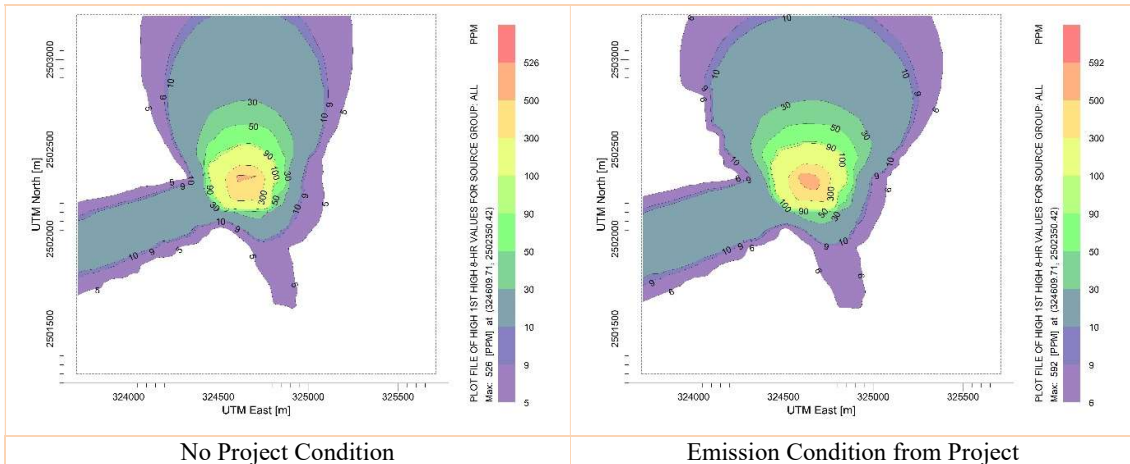 PPM
526
500
300
100
90
50
30
10
9
5
PLOT FILE OF HIGH 1ST HIGH 8-HR VALUES FOR SOURCE GROUP: ALL
Max: 526 [PPM] at (324609.71, 2502350.42)
UTM North [m]
2503000
2502500
2502000
2501500
324000 324500 325000 325500
UTM East [m]
No Project Condition
PPM
592
500
300
100
90
50
30
10
9
6
PLOT FILE OF HIGH 1ST HIGH 8-HR VALUES FOR SOURCE GROUP: ALL
Max: 592 [PPM] at (324609.71, 2502350.42)
UTM North [m]
2503000
2502500
2502000
2501500
324000 324500 325000 325500
UTM East [m]
Emission Condition from Project